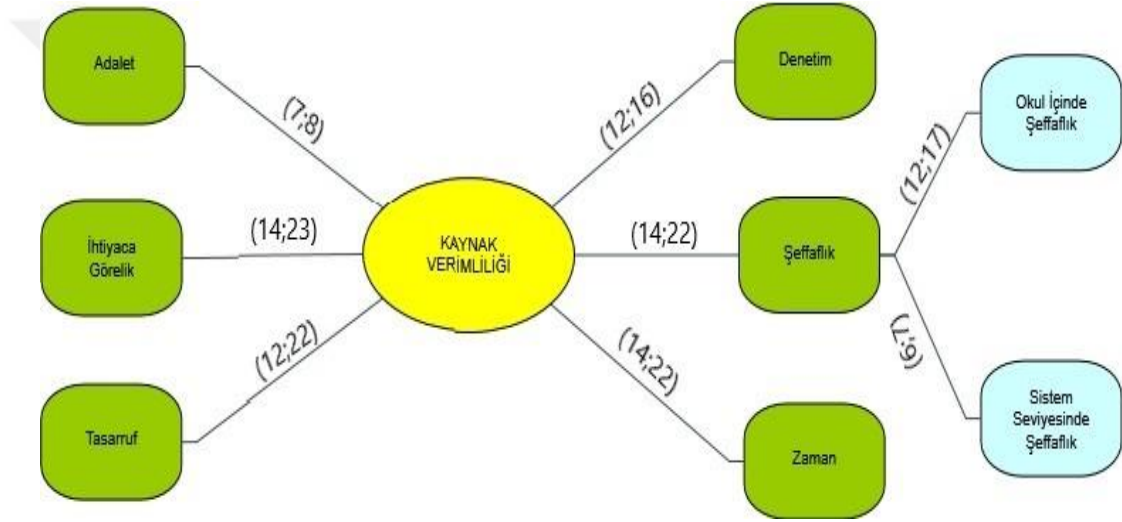 Adalet
(7;8)
İhtiyaca
Görelik
(14;23)
Tasarruf
(12;22)
KAYNAK
VERİMLİLİĞİ
Denetim
(12;16)
Şeffaflık
(14;22)
Zaman
(14;22)
Okul İçinde
Şeffaflık
(12;17)
Sistem
Seviyesinde
Şeffaflık
(7;9)